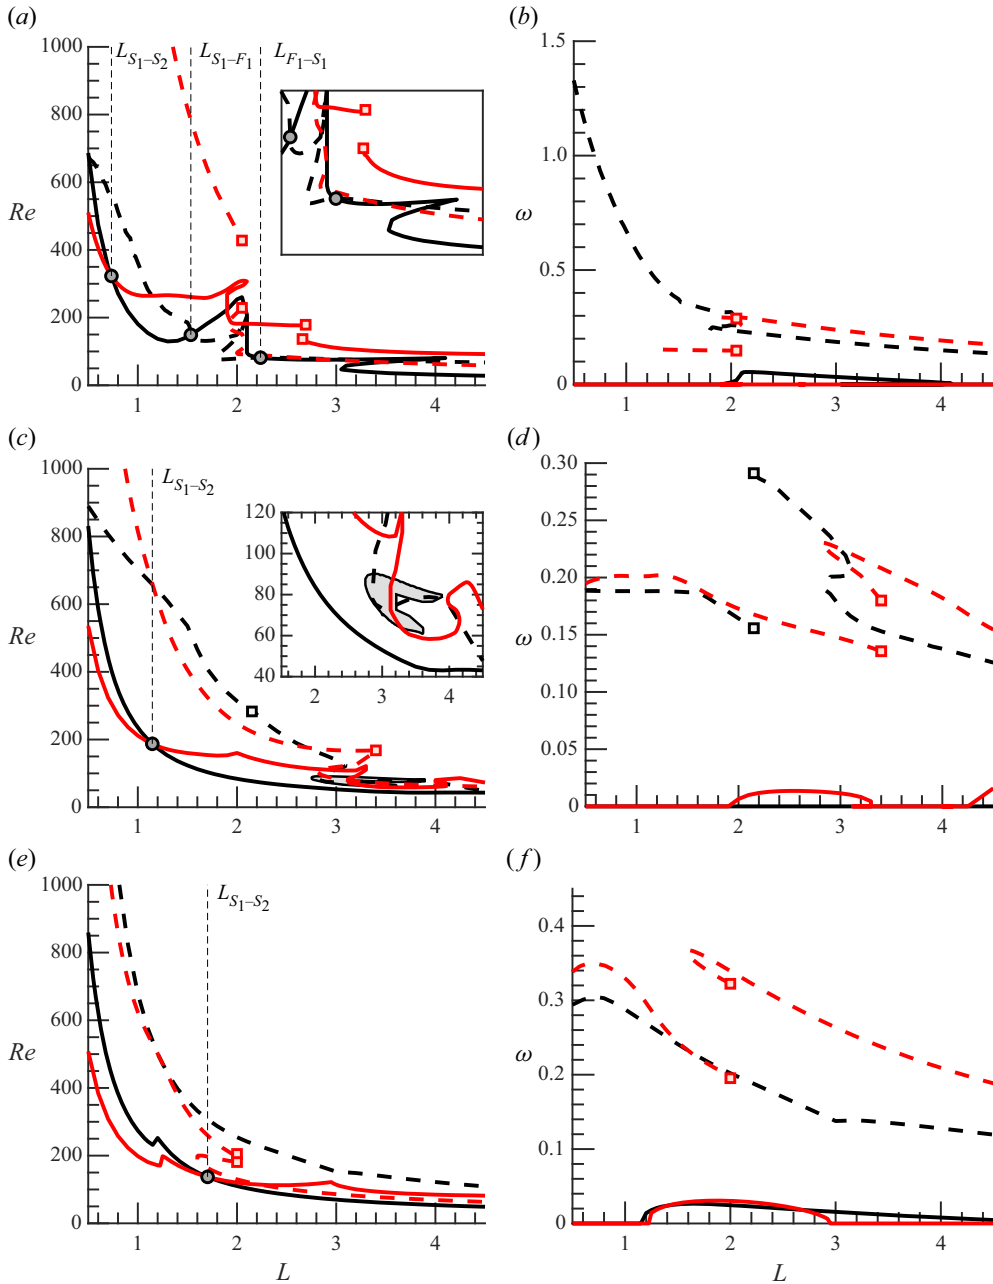 (a)
(b)
L_{S_1–S_2} L_{S_1–F_1} L_{F_1–S_1}
1000
800
600
Re
400
200
0
1 2 3 4
1.5
1.0
ω
0.5
0
1 2 3 4
(c)
(d)
L_{S_1–S_2}
1000
800
600
Re
400
200
0
1 2 3 4
120
100
80
60
40
2 3 4
0.30
0.25
0.20
ω
0.15
0.10
0
1 2 3 4
(e)
(f)
L_{S_1–S_2}
1000
800
600
Re
400
200
0
1 2 3 4
L
0.4
0.3
ω
0.2
0.1
0
1 2 3 4
L